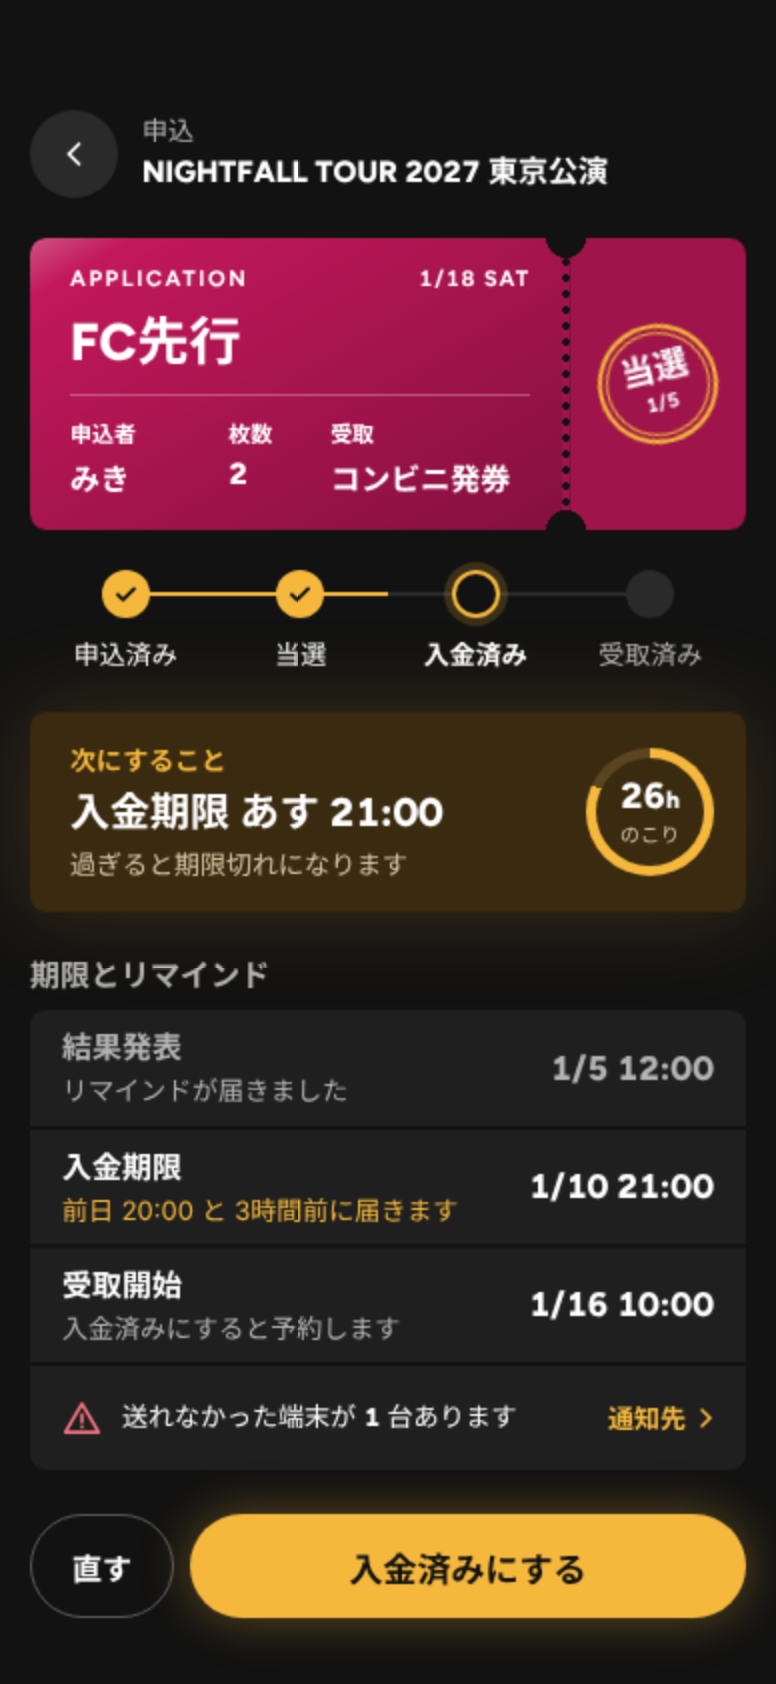 申込
NIGHTFALL TOUR 2027 東京公演
APPLICATION
1/18 SAT
FC先行
申込者
枚数
受取
みき
2
コンビニ発券
当選
1/5
申込済み
当選
入金済み
受取済み
次にすること
入金期限 あす 21:00
過ぎると期限切れになります
26h
のこり
期限とリマインド
結果発表
リマインドが届きました
1/5 12:00
入金期限
前日 20:00 と 3時間前に届きます
1/10 21:00
受取開始
入金済みにすると予約します
1/16 10:00
送れなかった端末が 1 台あります
通知先
直す
入金済みにする